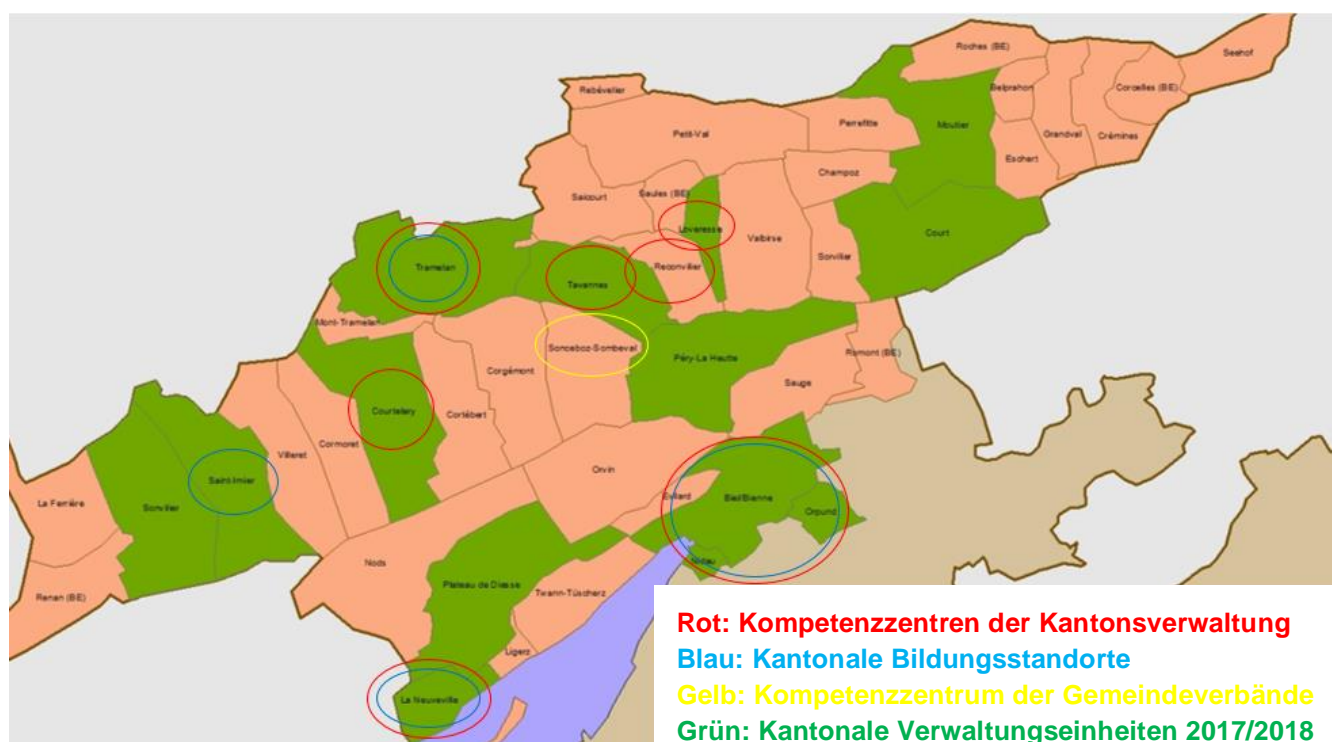 Roches (BE)
Seehof
Rebévelier
Belprahon
Corcelles (BE)
Petit-Val
Perrefitte
Moutier
Grandval
Crémines
Eschert
Champoz
Saicourt
Saules (BE)
Loveresse
Valbirse
Court
Sorvilier
Tramelan
Tavannes
Reconvilier
Mont-Tramelan
Sonceboz-Sombeval
Péry-La Heutte
Romont (BE)
Corgémont
Sauge
Courtelary
Cortébert
Cormoret
Villeret
Orvin
Saint-Imier
La Ferrière
Sonvilier
Evilard
Biel/Bienne
Orpund
Nods
Nidau
Plateau de Diesse
Twann-Tüscherz
Renan (BE)
Ligerz
La Neuveville
Rot: Kompetenzzentren der Kantonsverwaltung
Blau: Kantonale Bildungsstandorte
Gelb: Kompetenzzentrum der Gemeindeverbände
Grün: Kantonale Verwaltungseinheiten 2017/2018